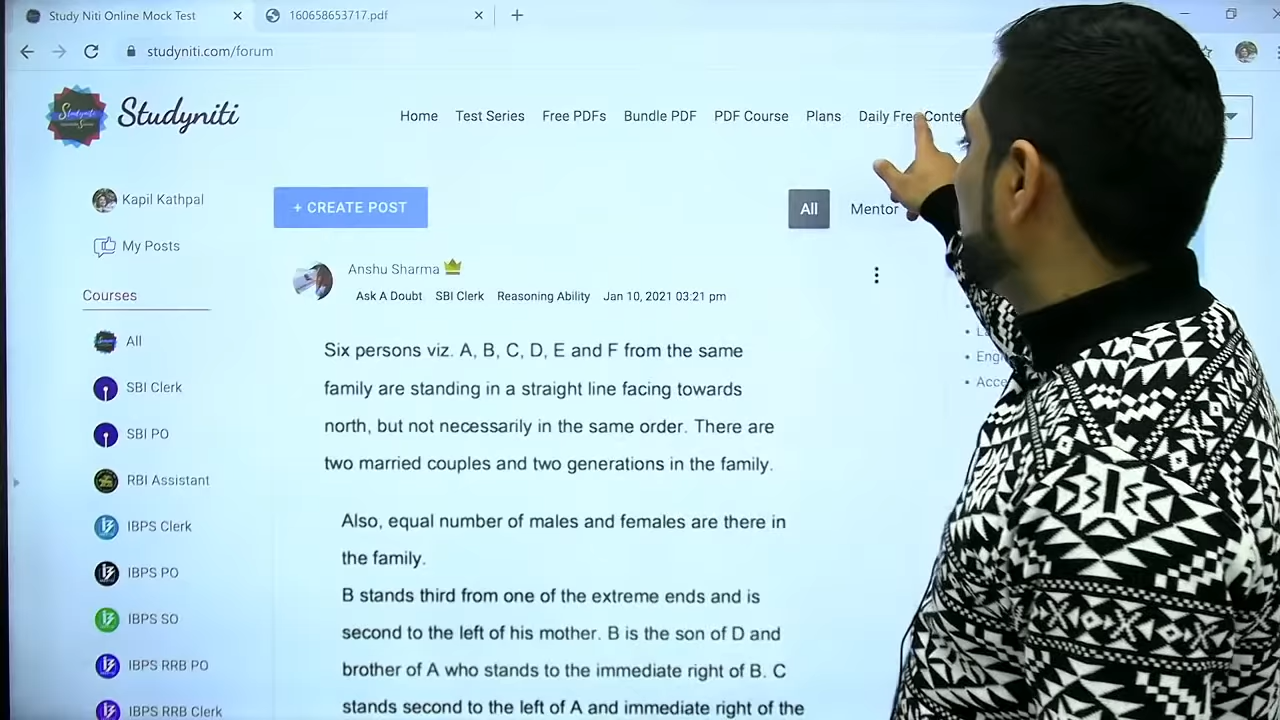 Study Niti Online Mock Test
160658653717.pdf
studyniti.com/forum
Studyniti
Home Test Series Free PDFs Bundle PDF PDF Course Plans Daily Free Conte
Kapil Kathpal
+ CREATE POST
All Mentor
My Posts
Anshu Sharma
Ask A Doubt SBI Clerk Reasoning Ability Jan 10, 2021 03:21 pm
Courses
All
SBI Clerk
SBI PO
RBI Assistant
IBPS Clerk
IBPS PO
IBPS SO
IBPS RRB PO
IBPS RRB Clerk
Six persons viz. A, B, C, D, E and F from the same
family are standing in a straight line facing towards
north, but not necessarily in the same order. There are
two married couples and two generations in the family.
Also, equal number of males and females are there in
the family.
B stands third from one of the extreme ends and is
second to the left of his mother. B is the son of D and
brother of A who stands to the immediate right of B. C
stands second to the left of A and immediate right of the